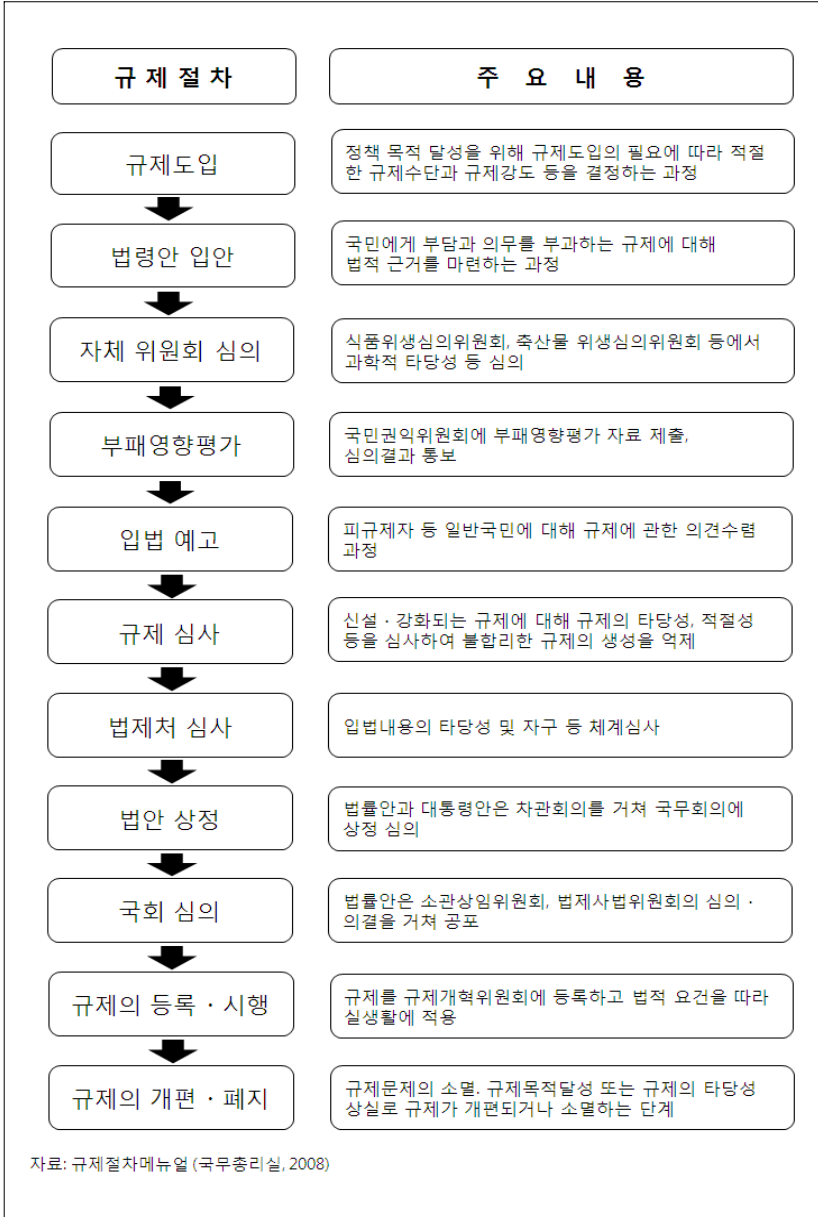 규 제 절 차
주 요 내 용
규제도입
정책 목적 달성을 위해 규제도입의 필요에 따라 적절
한 규제수단과 규제강도 등을 결정하는 과정
법령안 입안
국민에게 부담과 의무를 부과하는 규제에 대해
법적 근거를 마련하는 과정
자체 위원회 심의
식품위생심의위원회, 축산물 위생심의위원회 등에서
과학적 타당성 등 심의
부패영향평가
국민권익위원회에 부패영향평가 자료 제출,
심의결과 통보
입법 예고
피규제자 등 일반국민에 대해 규제에 관한 의견수렴
과정
규제 심사
신설 · 강화되는 규제에 대해 규제의 타당성, 적절성
등을 심사하여 불합리한 규제의 생성을 억제
법제처 심사
입법내용의 타당성 및 자구 등 체계심사
법안 상정
법률안과 대통령안은 차관회의를 거쳐 국무회의에
상정 심의
국회 심의
법률안은 소관상임위원회, 법제사법위원회의 심의 ·
의결을 거쳐 공포
규제의 등록 · 시행
규제를 규제개혁위원회에 등록하고 법적 요건을 따라
실생활에 적용
규제의 개편 · 폐지
규제문제의 소멸. 규제목적달성 또는 규제의 타당성
상실로 규제가 개편되거나 소멸하는 단계
자료: 규제절차메뉴얼 (국무총리실, 2008)